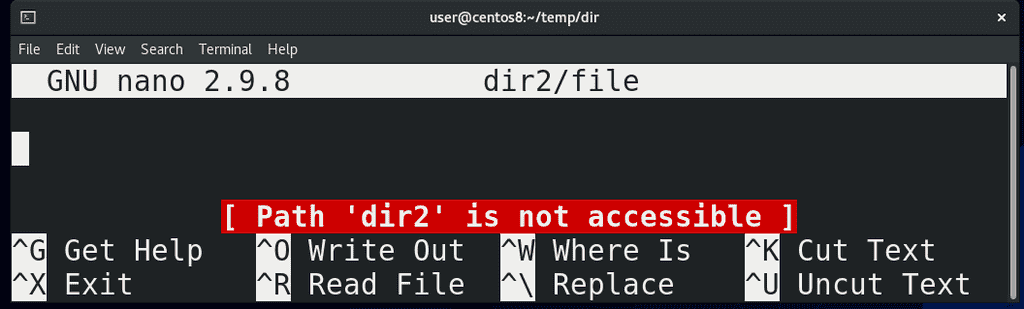 user@centos8:~/temp/dir ×
File Edit View Search Terminal Help
GNU nano 2.9.8 dir2/file
[ Path 'dir2' is not accessible ]
^G Get Help ^O Write Out ^W Where Is ^K Cut Text
^X Exit ^R Read File ^\ Replace ^U Uncut Text